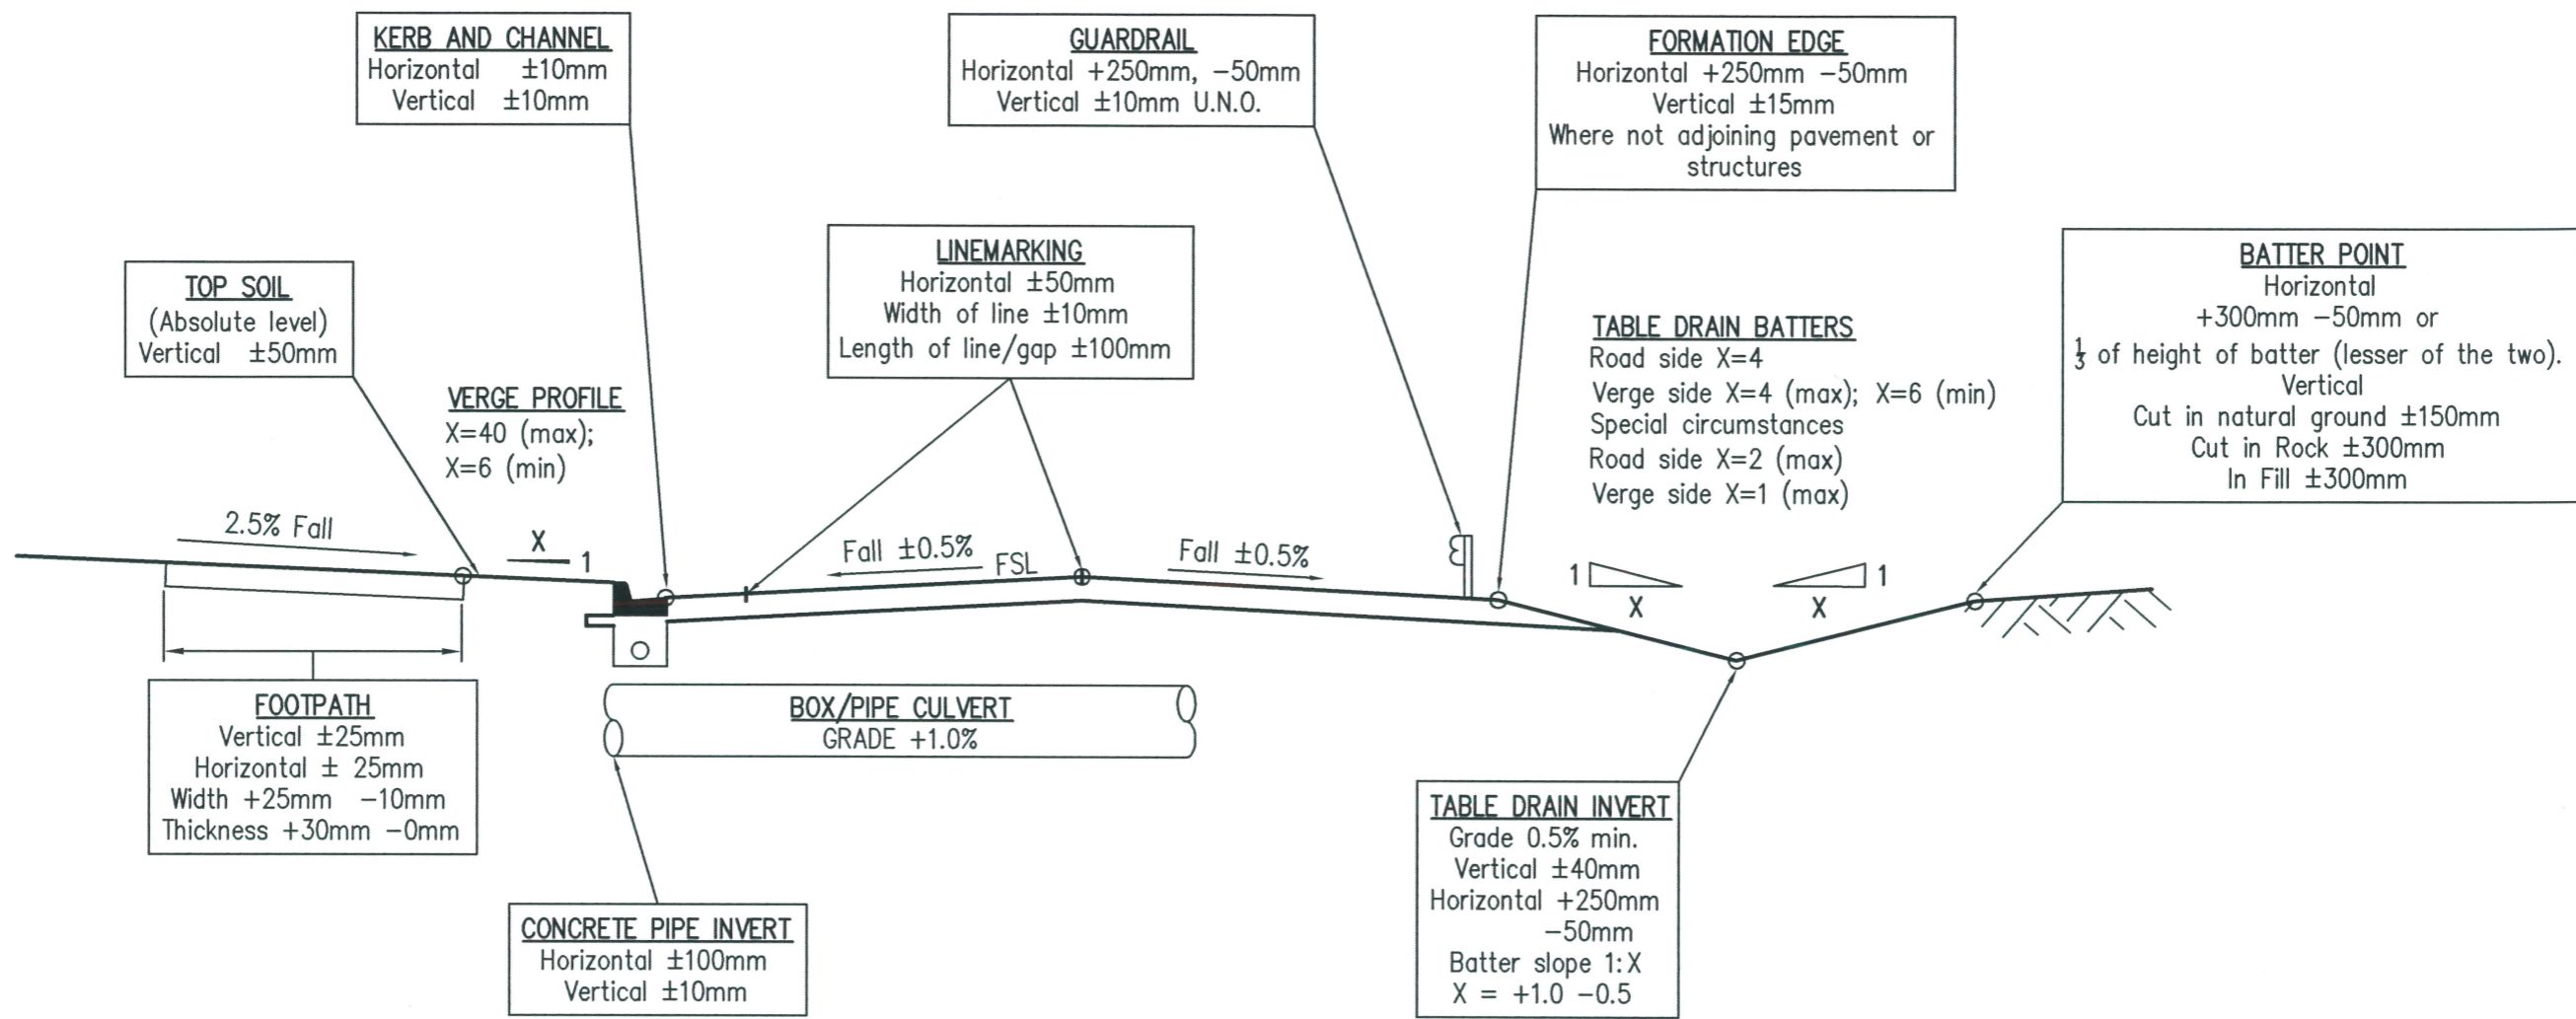 KERB AND CHANNEL
Horizontal ±10mm
Vertical ±10mm
GUARDRAIL
Horizontal +250mm, -50mm
Vertical ±10mm U.N.O.
FORMATION EDGE
Horizontal +250mm -50mm
Vertical ±15mm
Where not adjoining pavement or
structures
TOP SOIL
(Absolute level)
Vertical ±50mm
LINEMARKING
Horizontal ±50mm
Width of line ±10mm
Length of line/gap ±100mm
BATTER POINT
Horizontal
+300mm -50mm or
1/3 of height of batter (lesser of the two).
Vertical
Cut in natural ground ±150mm
Cut in Rock ±300mm
In Fill ±300mm
VERGE PROFILE
X=40 (max);
X=6 (min)
TABLE DRAIN BATTERS
Road side X=4
Verge side X=4 (max); X=6 (min)
Special circumstances
Road side X=2 (max)
Verge side X=1 (max)
2.5% Fall
X
1
Fall ±0.5%
FSL
Fall ±0.5%
1
X
1
X
FOOTPATH
Vertical ±25mm
Horizontal ± 25mm
Width +25mm -10mm
Thickness +30mm -0mm
BOX/PIPE CULVERT
GRADE +1.0%
CONCRETE PIPE INVERT
Horizontal ±100mm
Vertical ±10mm
TABLE DRAIN INVERT
Grade 0.5% min.
Vertical ±40mm
Horizontal +250mm
-50mm
Batter slope 1:X
X = +1.0 -0.5